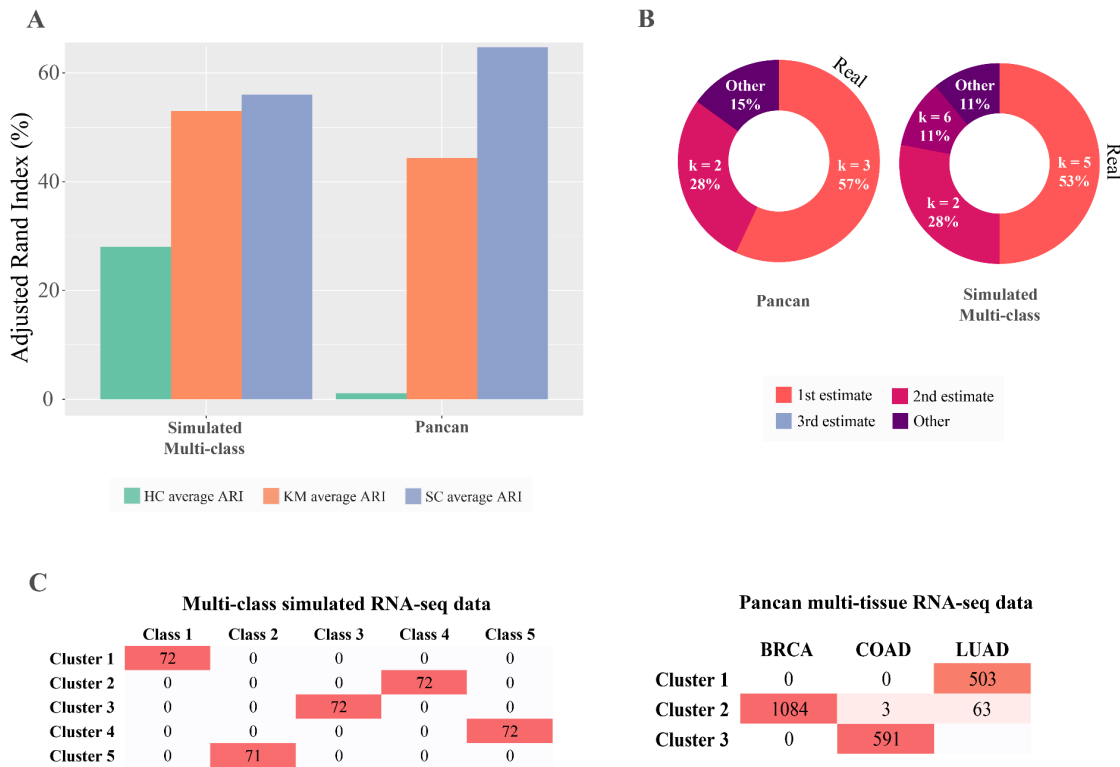 A
Adjusted Rand Index (%)
60
40
20
0
Simulated
Multi-class
Pancan
HC average ARI
KM average ARI
SC average ARI
B
Real
Other
15%
k = 2
28%
k = 3
57%
Pancan
Real
Other
11%
k = 6
11%
k = 2
28%
k = 5
53%
Simulated
Multi-class
1st estimate
2nd estimate
3rd estimate
Other
C
Multi-class simulated RNA-seq data
Class 1 Class 2 Class 3 Class 4 Class 5
Cluster 1 72 0 0 0 0
Cluster 2 0 0 0 72 0
Cluster 3 0 0 72 0 0
Cluster 4 0 0 0 0 72
Cluster 5 0 71 0 0 0
Pancan multi-tissue RNA-seq data
BRCA COAD LUAD
Cluster 1 0 0 503
Cluster 2 1084 3 63
Cluster 3 0 591